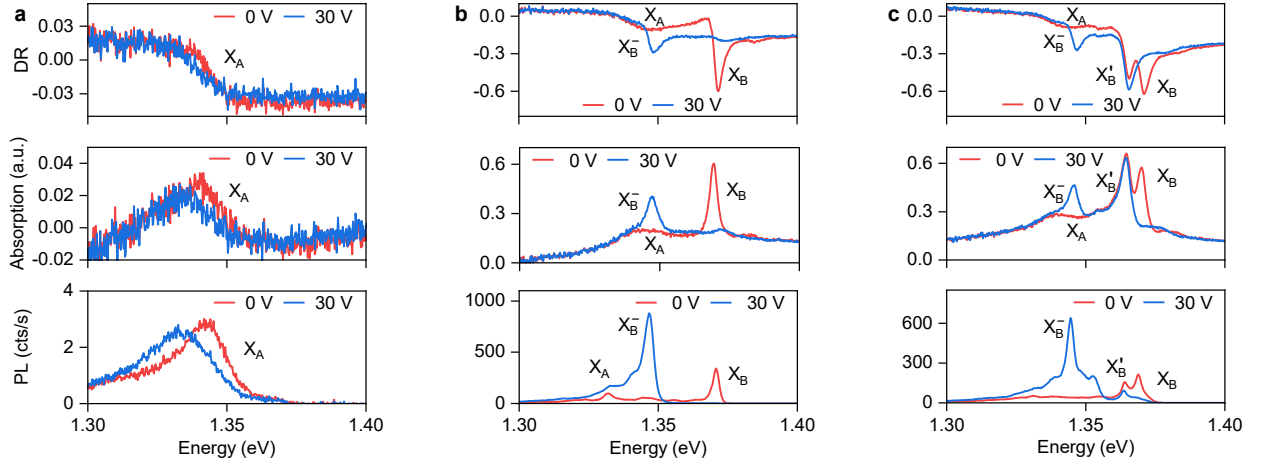 a
0 V 30 V
X_A
DR
0.03
0.00
-0.03
Absorption (a.u.)
0 V 30 V
X_A
0.04
0.02
0.00
-0.02
PL (cts/s)
0 V 30 V
X_A
4
2
0
1.30 1.35 1.40
Energy (eV)
b
X_A
X_B^-
X_B
0 V 30 V
0.0
-0.3
-0.6
0 V 30 V
X_B^-
X_B
X_A
0.6
0.3
0.0
0 V 30 V
X_B^-
X_A
X_B
1000
500
0
1.30 1.35 1.40
Energy (eV)
c
X_A
X_B^-
X_B'
X_B
0 V 30 V
0.0
-0.3
-0.6
0 V 30 V
X_B^-
X_B'
X_B
X_A
0.6
0.3
0.0
0 V 30 V
X_B^-
X_B'
X_B
600
300
0
1.30 1.35 1.40
Energy (eV)